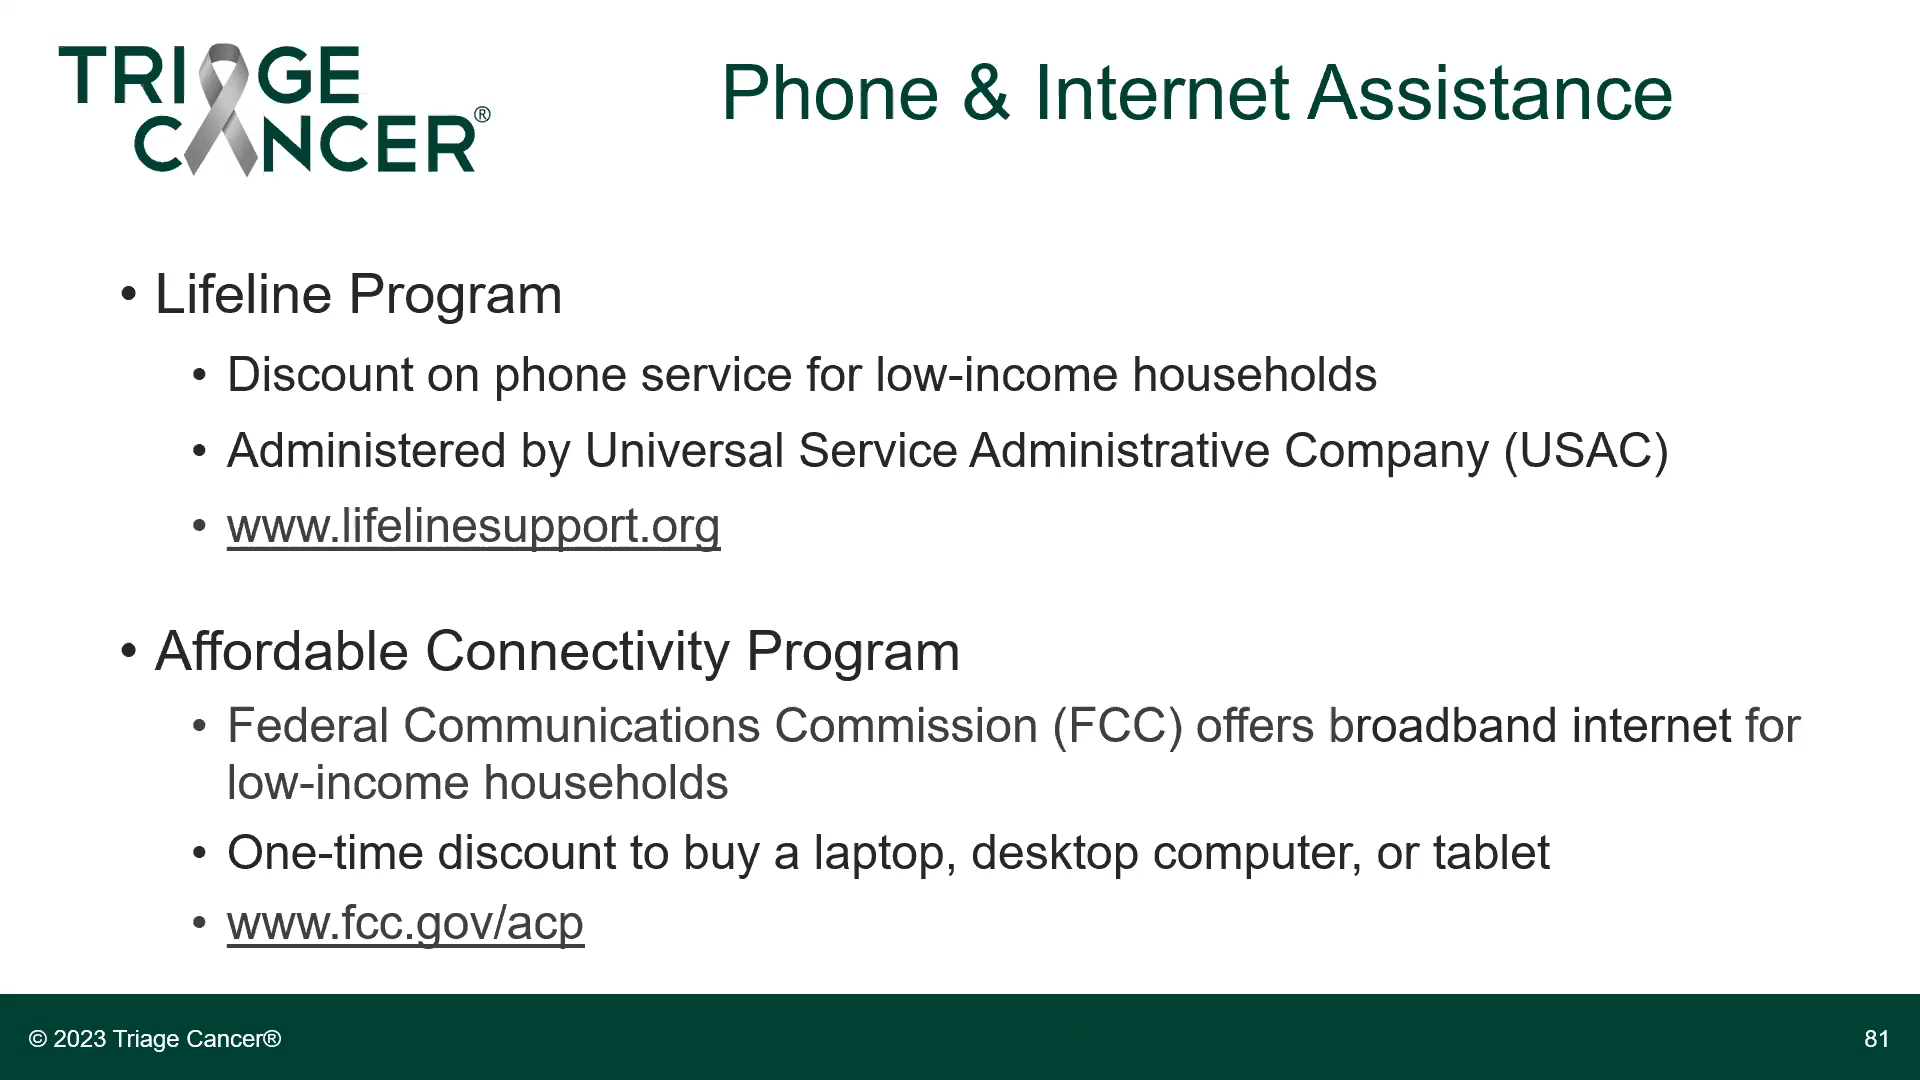 TRIAGE
CANCER®
Phone & Internet Assistance
• Lifeline Program
• Discount on phone service for low-income households
• Administered by Universal Service Administrative Company (USAC)
• www.lifelinesupport.org
• Affordable Connectivity Program
• Federal Communications Commission (FCC) offers broadband internet for
low-income households
• One-time discount to buy a laptop, desktop computer, or tablet
• www.fcc.gov/acp
© 2023 Triage Cancer®
81